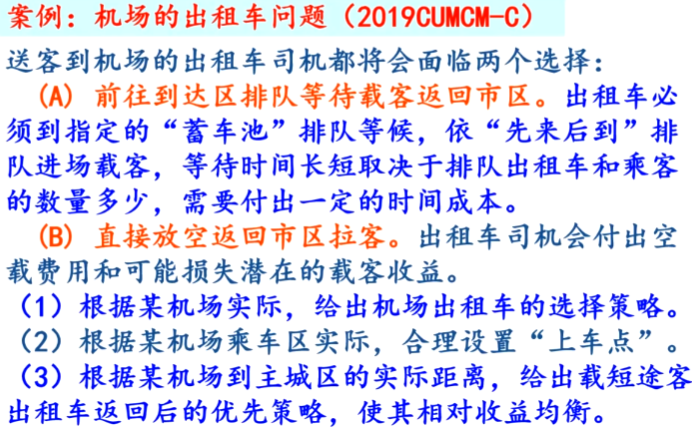 案例：机场的出租车问题（2019CUMCM-C）
送客到机场的出租车司机都将会面临两个选择：
（A）前往到达区排队等待载客返回市区。出租车必
须到指定的“蓄车池”排队等候，依“先来后到”排
队进场载客，等待时间长短取决于排队出租车和乘客
的数量多少，需要付出一定的时间成本。
（B）直接放空返回市区拉客。出租车司机会付出空
载费用和可能损失潜在的载客收益。
（1）根据某机场实际，给出机场出租车的选择策略。
（2）根据某机场乘车区实际，合理设置“上车点”。
（3）根据某机场到主城区的实际距离，给出载短途客
出租车返回后的优先策略，使其相对收益均衡。